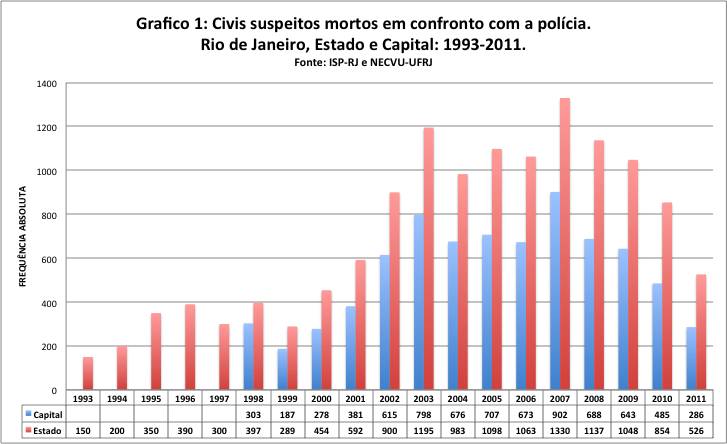 Grafico 1: Civis suspeitos mortos em confronto com a polícia.
Rio de Janeiro, Estado e Capital: 1993-2011.
Fonte: ISP-RJ e NECVU-UFRJ
FREQUÊNCIA ABSOLUTA
1400
1200
1000
800
600
400
200
0
1993 1994 1995 1996 1997 1998 1999 2000 2001 2002 2003 2004 2005 2006 2007 2008 2009 2010 2011
Capital 303 187 278 381 615 798 676 707 673 902 688 643 485 286
Estado 150 200 350 390 300 397 289 454 592 900 1195 983 1098 1063 1330 1137 1048 854 526